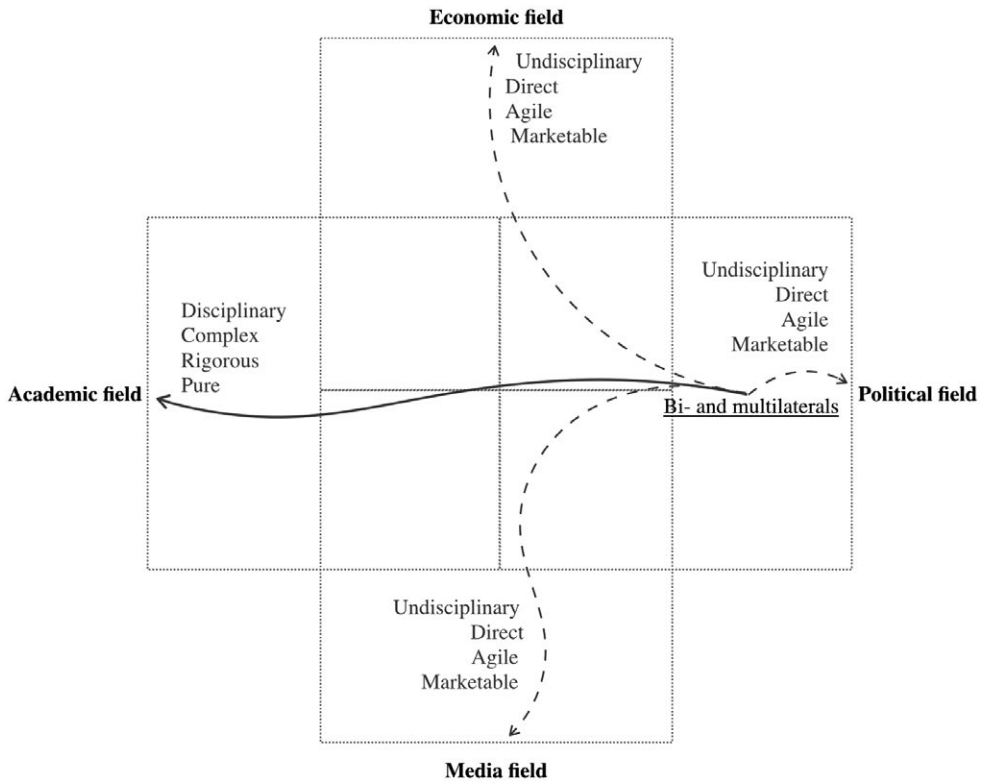 Economic field
Undisciplinary
Direct
Agile
Marketable
Undisciplinary
Direct
Agile
Marketable
Disciplinary
Complex
Rigorous
Pure
Academic field
Bi- and multilaterals
Political field
Undisciplinary
Direct
Agile
Marketable
Media field